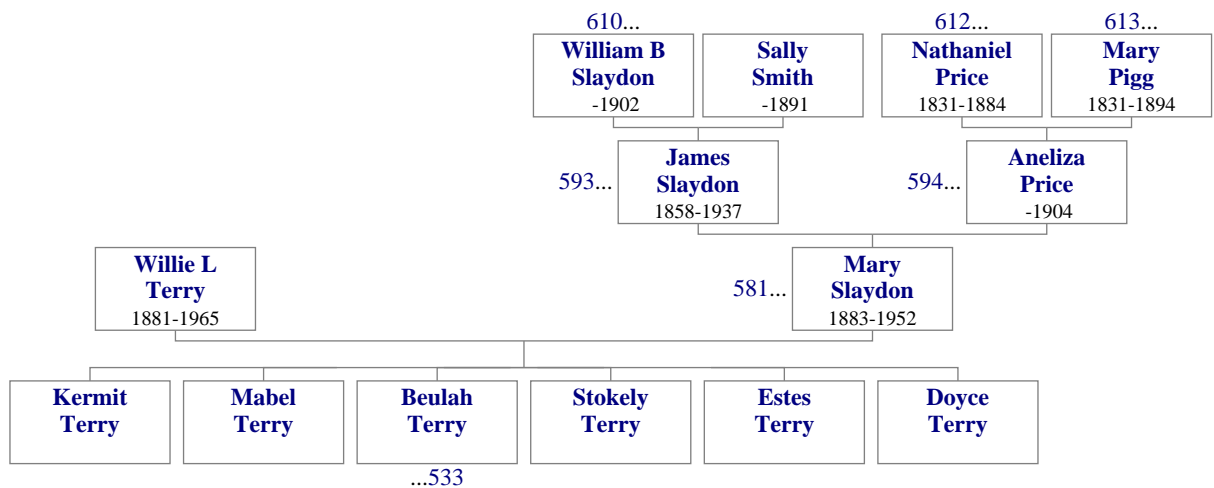 610...
612...
613...
William B
Slaydon
-1902
Sally
Smith
-1891
Nathaniel
Price
1831-1884
Mary
Pigg
1831-1894
593...
James
Slaydon
1858-1937
594...
Aneliza
Price
-1904
Willie L
Terry
1881-1965
581...
Mary
Slaydon
1883-1952
Kermit
Terry
Mabel
Terry
Beulah
Terry
Stokely
Terry
Estes
Terry
Doyce
Terry
...533